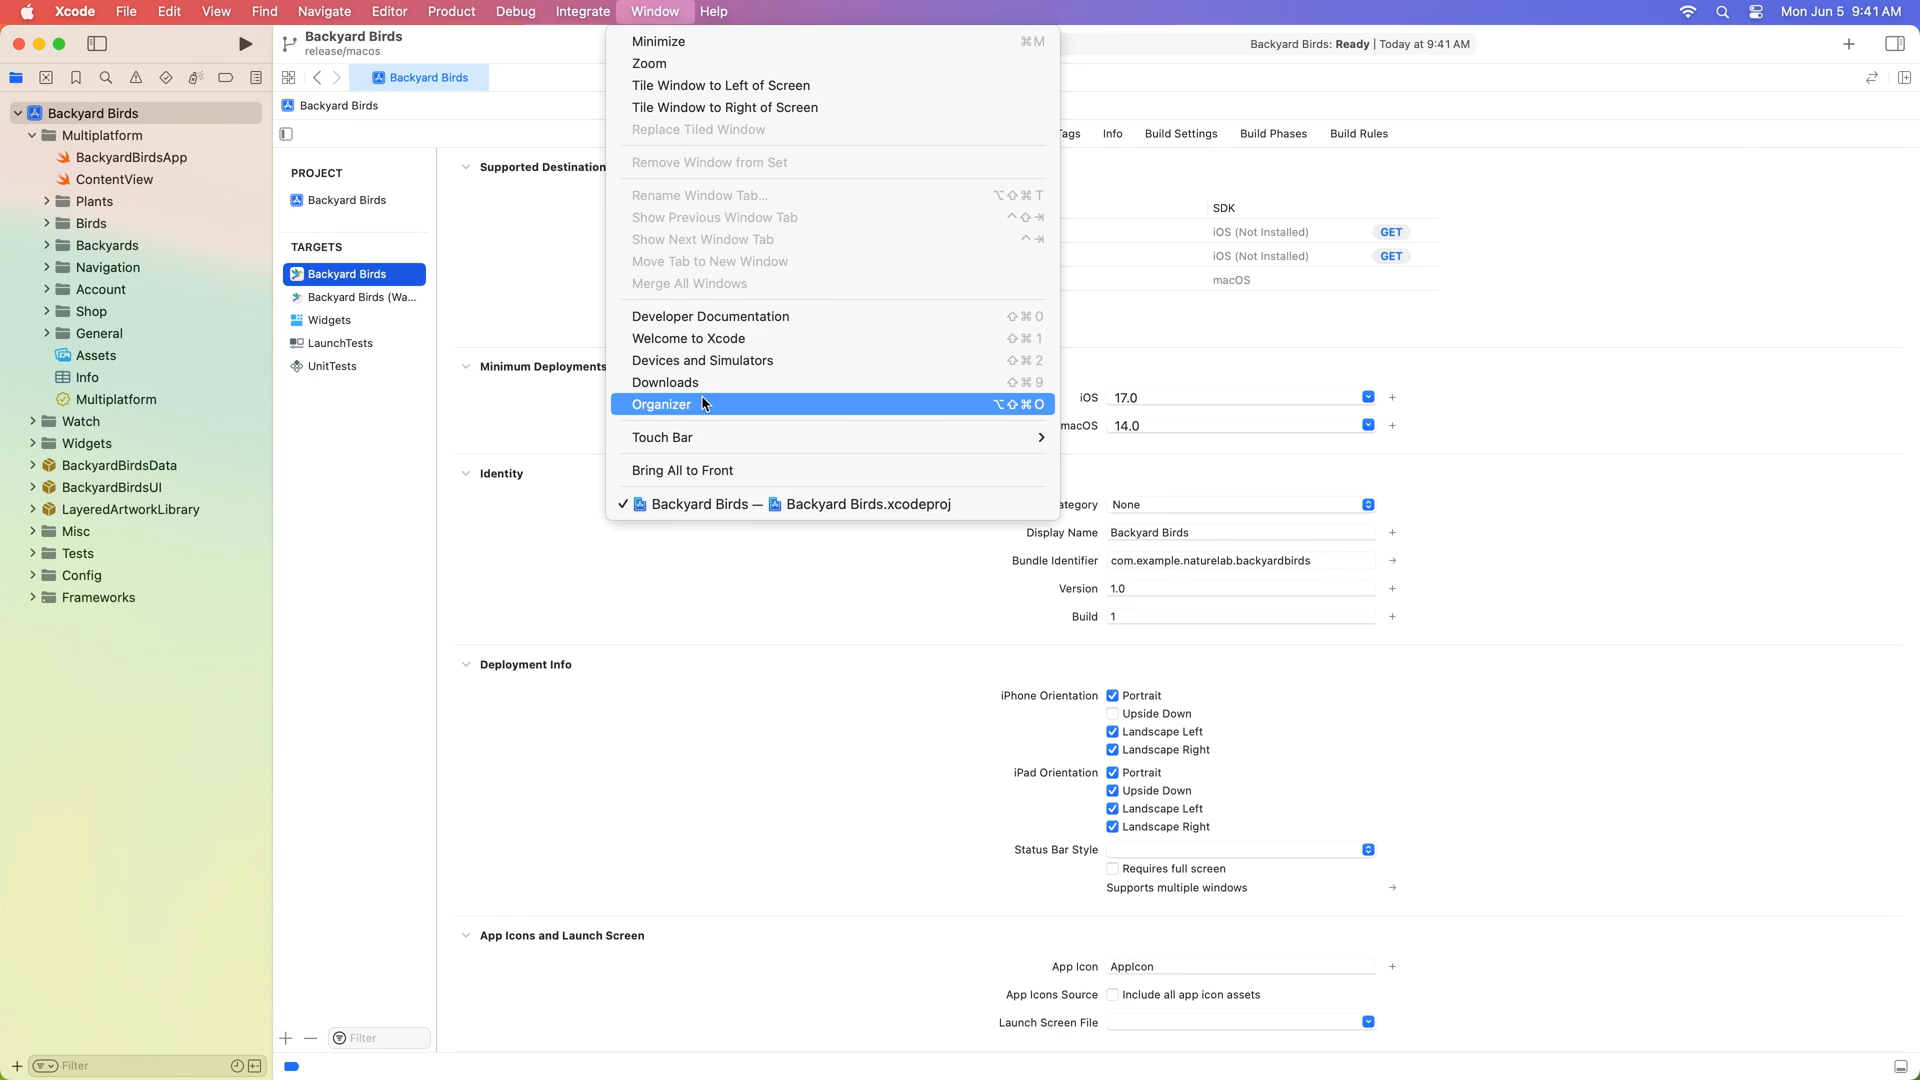 Xcode File Edit View Find Navigate Editor Product Debug Integrate Window Help Mon Jun 5 9:41 AM
Backyard Birds
release/macos
Backyard Birds: Ready | Today at 9:41 AM
Backyard Birds
Backyard Birds
Backyard Birds
Multiplatform
BackyardBirdsApp
ContentView
Plants
Birds
Backyards
Navigation
Account
Shop
General
Assets
Info
Multiplatform
Watch
Widgets
BackyardBirdsData
BackyardBirdsUI
LayeredArtworkLibrary
Misc
Tests
Config
Frameworks
Filter
PROJECT
Backyard Birds
TARGETS
Backyard Birds
Backyard Birds (Wa...
Widgets
LaunchTests
UnitTests
Filter
Minimize ⌘M
Zoom
Tile Window to Left of Screen
Tile Window to Right of Screen
Replace Tiled Window
Remove Window from Set
Rename Window Tab... ⌥⇧⌘T
Show Previous Window Tab ⌃⇧⇥
Show Next Window Tab ⌃⇥
Move Tab to New Window
Merge All Windows
Developer Documentation ⇧⌘0
Welcome to Xcode ⇧⌘1
Devices and Simulators ⇧⌘2
Downloads ⇧⌘9
Organizer ⌥⇧⌘O
Touch Bar
Bring All to Front
✓ Backyard Birds — Backyard Birds.xcodeproj
Info Build Settings Build Phases Build Rules
Supported Destination
SDK
iOS (Not Installed) GET
iOS (Not Installed) GET
macOS
Minimum Deployments
iOS 17.0
macOS 14.0
Identity
ategory None
Display Name Backyard Birds
Bundle Identifier com.example.naturelab.backyardbirds
Version 1.0
Build 1
Deployment Info
iPhone Orientation Portrait
Upside Down
Landscape Left
Landscape Right
iPad Orientation Portrait
Upside Down
Landscape Left
Landscape Right
Status Bar Style
Requires full screen
Supports multiple windows
App Icons and Launch Screen
App Icon AppIcon
App Icons Source Include all app icon assets
Launch Screen File